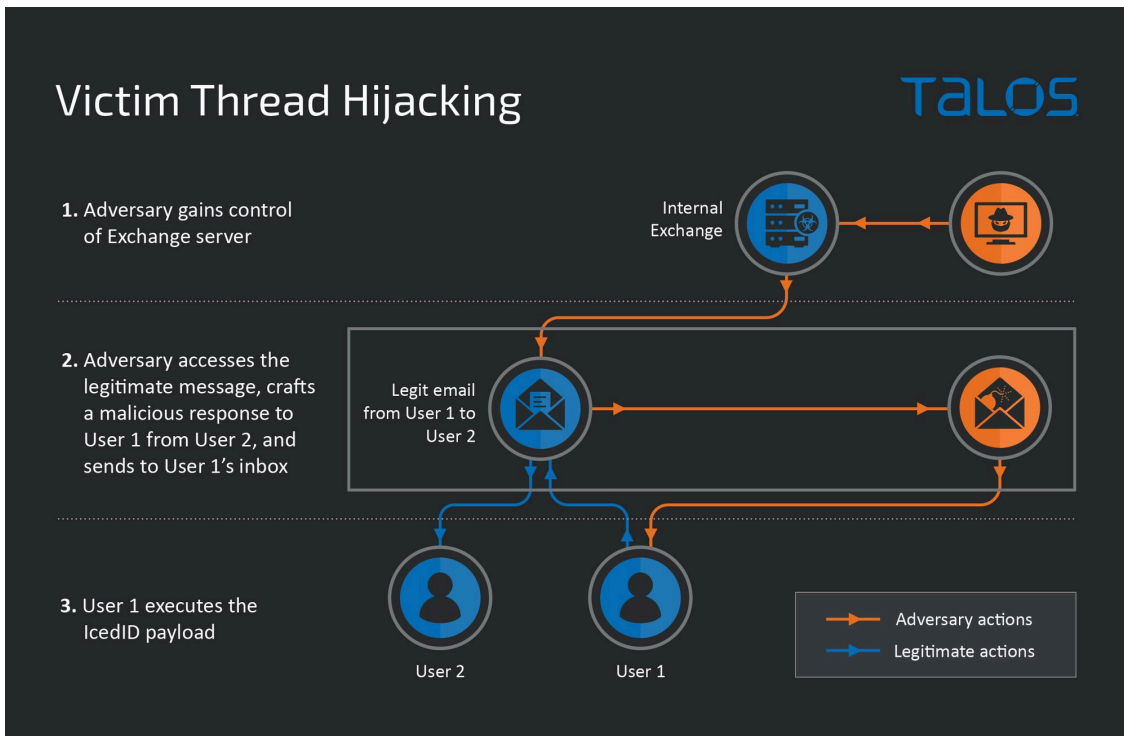 Victim Thread Hijacking
TALOS
1. Adversary gains control
of Exchange server
Internal
Exchange
2. Adversary accesses the
legitimate message, crafts
a malicious response to
User 1 from User 2, and
sends to User 1’s inbox
Legit email
from User 1 to
User 2
3. User 1 executes the
IcedID payload
User 2
User 1
Adversary actions
Legitimate actions